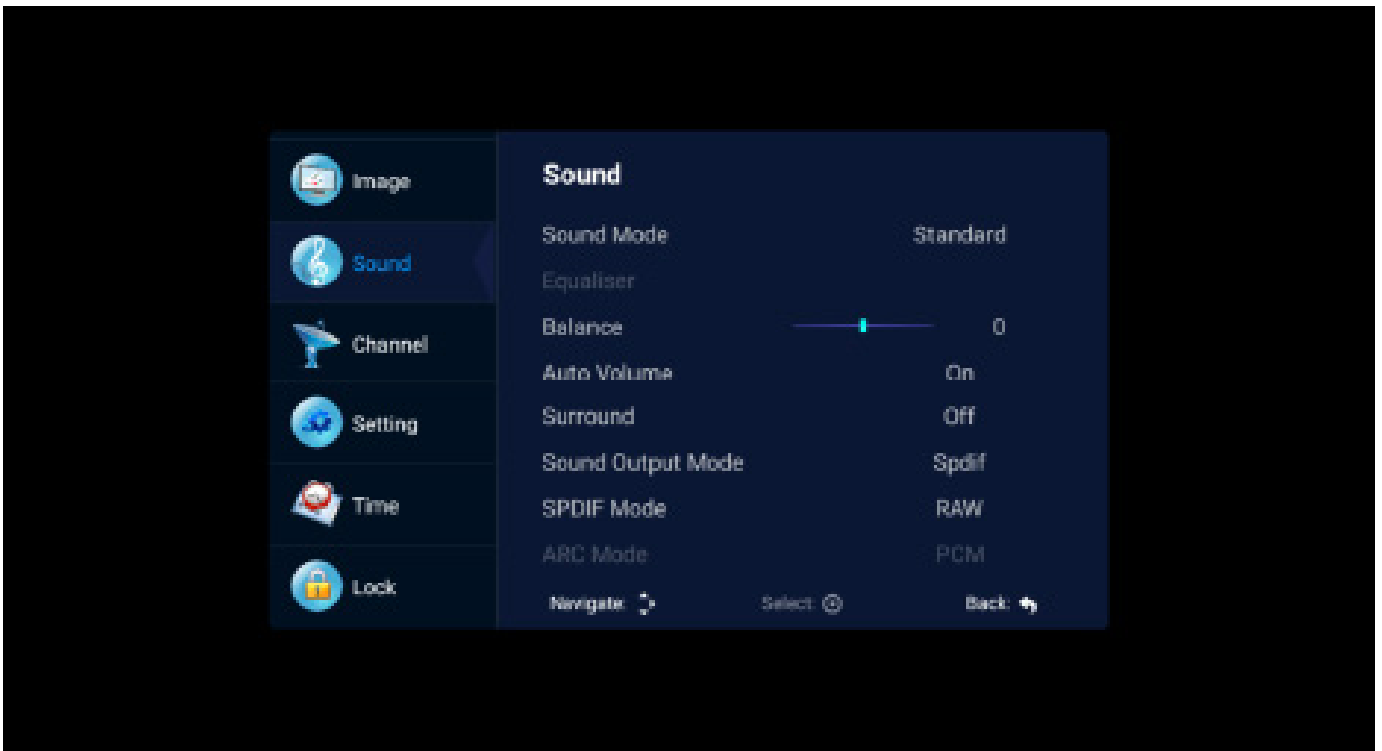 Image
Sound
Channel
Setting
Time
Lock
Sound
Sound Mode Standard
Equaliser
Balance 0
Auto Volume On
Surround Off
Sound Output Mode Spdif
SPDIF Mode RAW
ARC Mode PCM
Navigate: Select: Back: